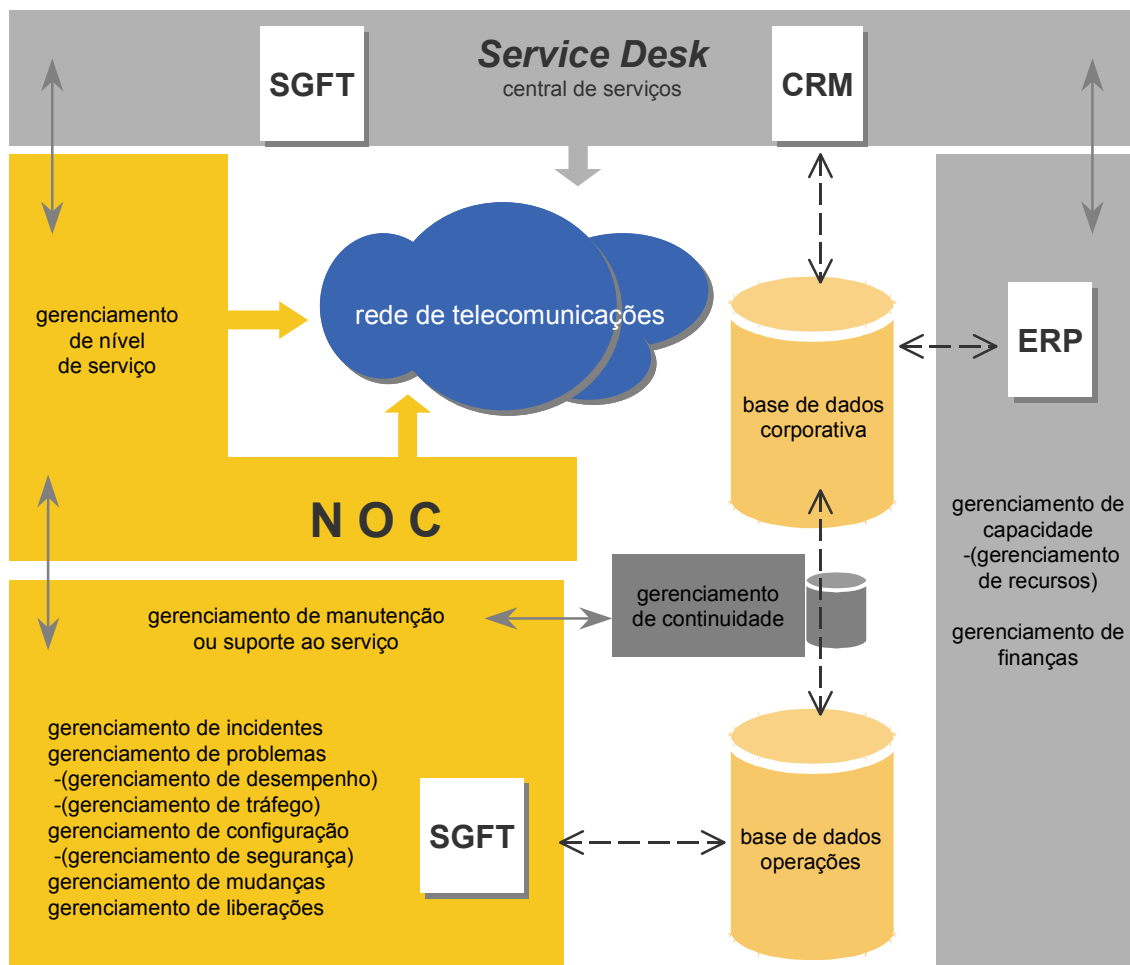 SGFT
Service Desk
central de serviços
CRM
gerenciamento
de nível
de serviço
rede de telecomunicações
ERP
base de dados
corporativa
N O C
gerenciamento de
capacidade
-(gerenciamento
de recursos)
gerenciamento de
finanças
gerenciamento
de continuidade
gerenciamento de manutenção
ou suporte ao serviço
gerenciamento de incidentes
gerenciamento de problemas
-(gerenciamento de desempenho)
-(gerenciamento de tráfego)
gerenciamento de configuração
-(gerenciamento de segurança)
gerenciamento de mudanças
gerenciamento de liberações
SGFT
base de dados
operações